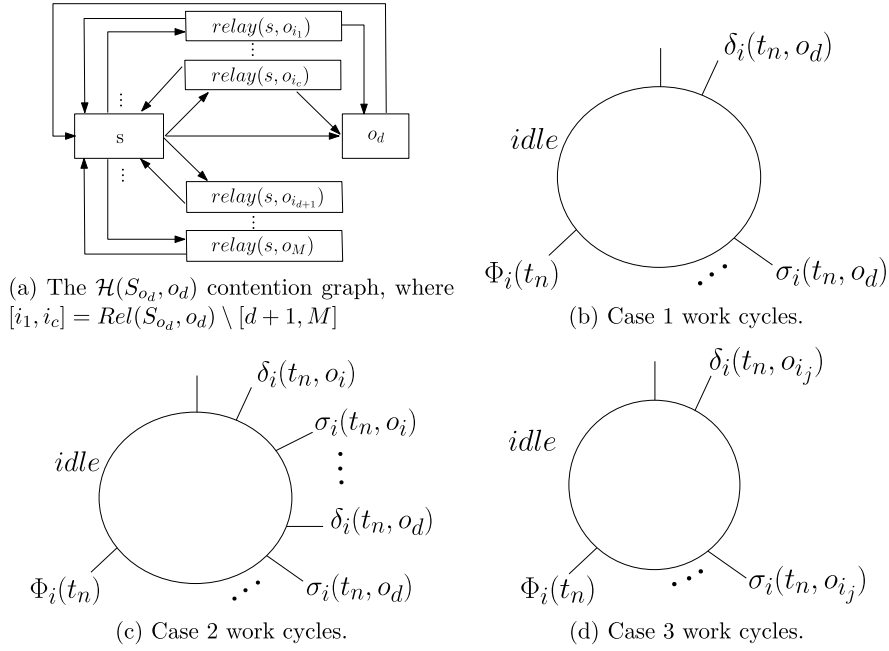 relay(s, o_{i_1})
⋮
relay(s, o_{i_c})
⋮
s
o_d
⋮
relay(s, o_{i_{d+1}})
⋮
relay(s, o_M)
(a) The ℋ(S_{o_d}, o_d) contention graph, where
[i_1, i_c] = Rel(S_{o_d}, o_d) \ [d + 1, M]
δ_i(t_n, o_d)
idle
Φ_i(t_n)
⋯
σ_i(t_n, o_d)
(b) Case 1 work cycles.
δ_i(t_n, o_i)
σ_i(t_n, o_i)
⋮
idle
δ_i(t_n, o_d)
Φ_i(t_n)
⋯
σ_i(t_n, o_d)
(c) Case 2 work cycles.
δ_i(t_n, o_{i_j})
idle
Φ_i(t_n)
⋯
σ_i(t_n, o_{i_j})
(d) Case 3 work cycles.